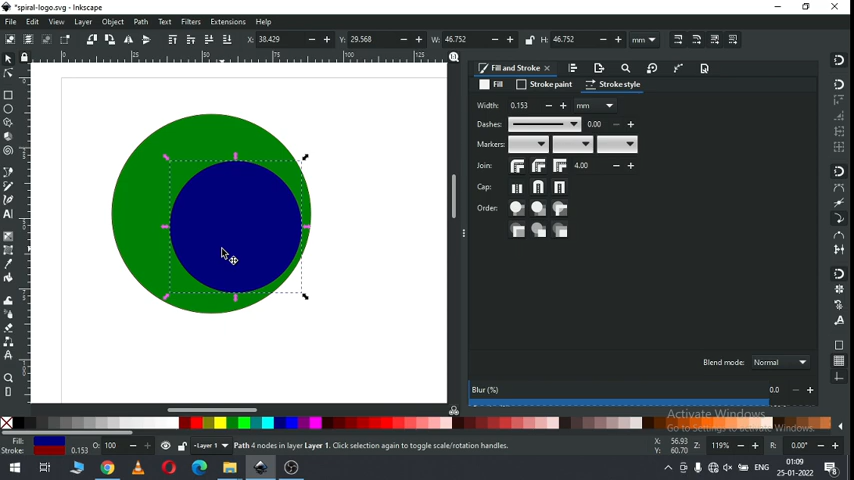 *spiral-logo.svg - Inkscape
File Edit View Layer Object Path Text Filters Extensions Help
X: 38.429 Y: 29.568 W: 46.752 H: 46.752 mm
Fill and Stroke
Fill Stroke paint Stroke style
Width: 0.153 mm
Dashes: 0.00
Markers:
Join: 4.00
Cap:
Order:
Blend mode: Normal
Blur (%) 0.0
Activate Windows
Go to Settings to activate Windows.
Fill: O: 100 Layer 1 Path 4 nodes in layer Layer 1. Click selection again to toggle scale/rotation handles. X: 56.93 Z: 119% R: 0.00°
Stroke: 0.153 Y: 60.70
ENG 01:09
25-01-2022